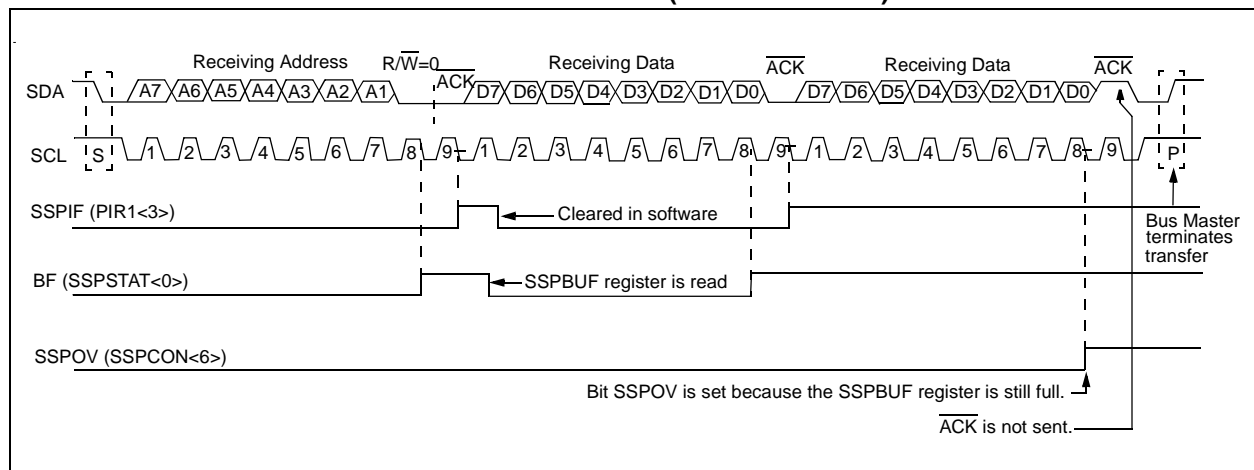 Receiving Address R/W=0 ACK Receiving Data ACK Receiving Data ACK
SDA A7 A6 A5 A4 A3 A2 A1 D7 D6 D5 D4 D3 D2 D1 D0 D7 D6 D5 D4 D3 D2 D1 D0
SCL S 1 2 3 4 5 6 7 8 9 1 2 3 4 5 6 7 8 9 1 2 3 4 5 6 7 8 9 P
SSPIF (PIR1<3>)
Cleared in software
Bus Master
terminates
transfer
BF (SSPSTAT<0>)
SSPBUF register is read
SSPOV (SSPCON<6>)
Bit SSPOV is set because the SSPBUF register is still full.
ACK is not sent.